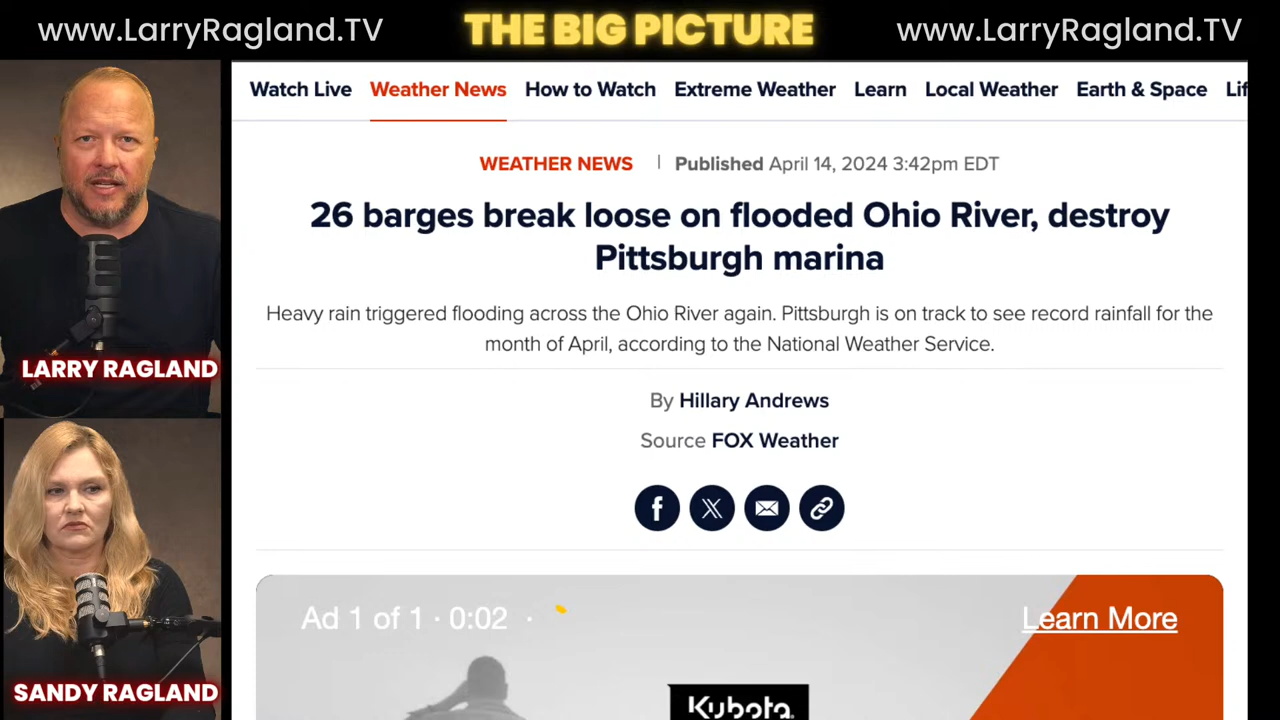 www.LarryRagland.TV
THE BIG PICTURE
www.LarryRagland.TV
Watch Live Weather News How to Watch Extreme Weather Learn Local Weather Earth & Space Lif
WEATHER NEWS | Published April 14, 2024 3:42pm EDT
26 barges break loose on flooded Ohio River, destroy
Pittsburgh marina
Heavy rain triggered flooding across the Ohio River again. Pittsburgh is on track to see record rainfall for the
month of April, according to the National Weather Service.
By Hillary Andrews
Source FOX Weather
Ad 1 of 1 · 0:02 ·
Learn More
Kubota
LARRY RAGLAND
SANDY RAGLAND